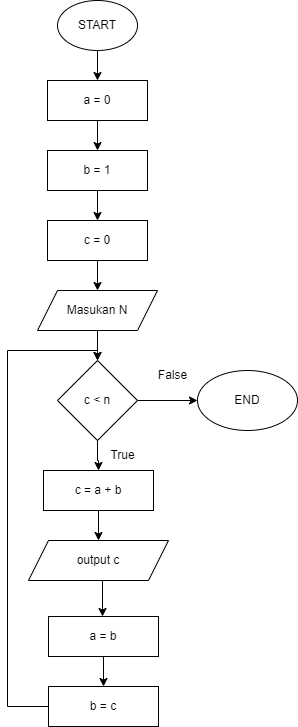 START
a = 0
b = 1
c = 0
Masukan N
c < n
False
END
True
c = a + b
output c
a = b
b = c